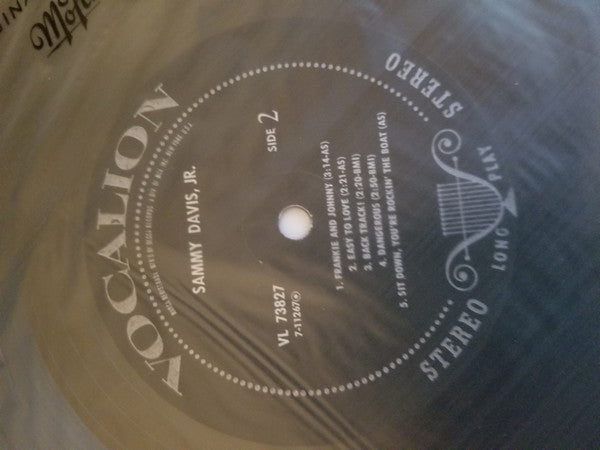 VOCALION
SAMMY DAVIS, JR.
VL 73827
7-11267
SIDE 2
1. FRANKIE AND JOHNNY (3:14-AS)
2. EASY TO LOVE (2:21-AS)
3. BACK TRACK! (2:20-BMI)
4. DANGEROUS (2:50-BMI)
5. SIT DOWN, YOU'RE ROCKIN' THE BOAT (AS)
STEREO
STEREO
LONG PLAY